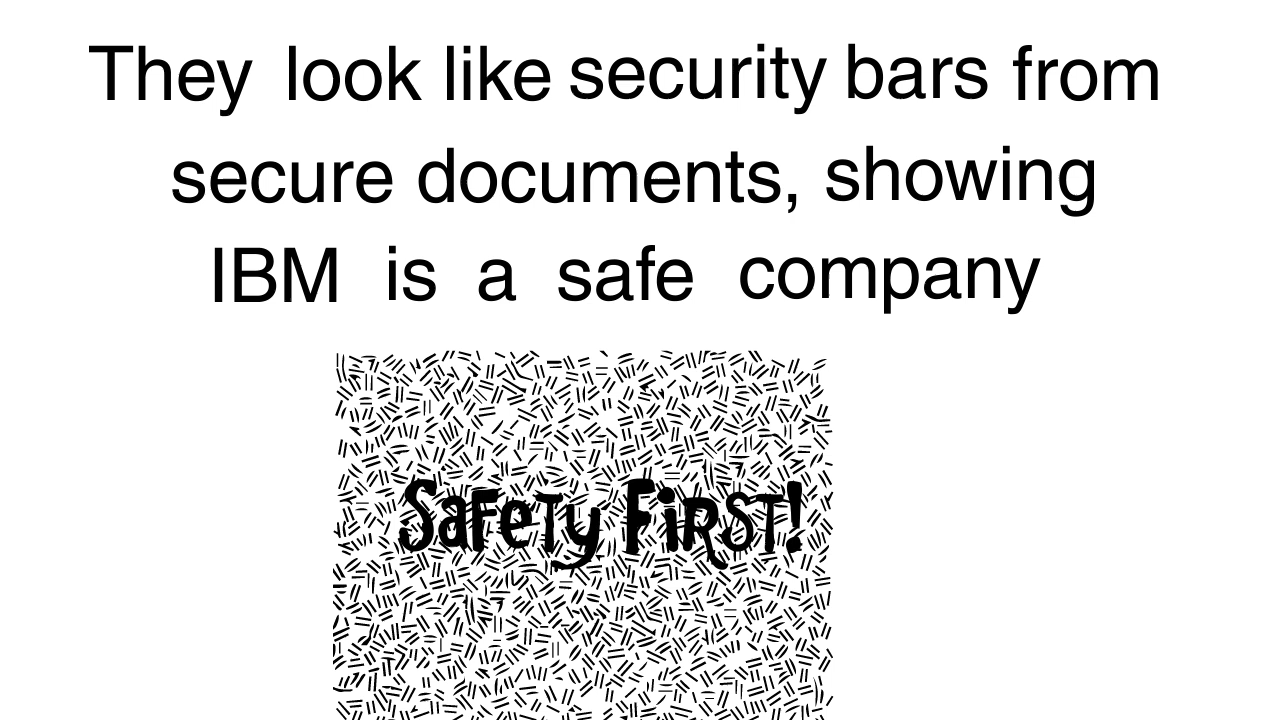 They look like security bars from
secure documents, showing
IBM is a safe company
Safety First!